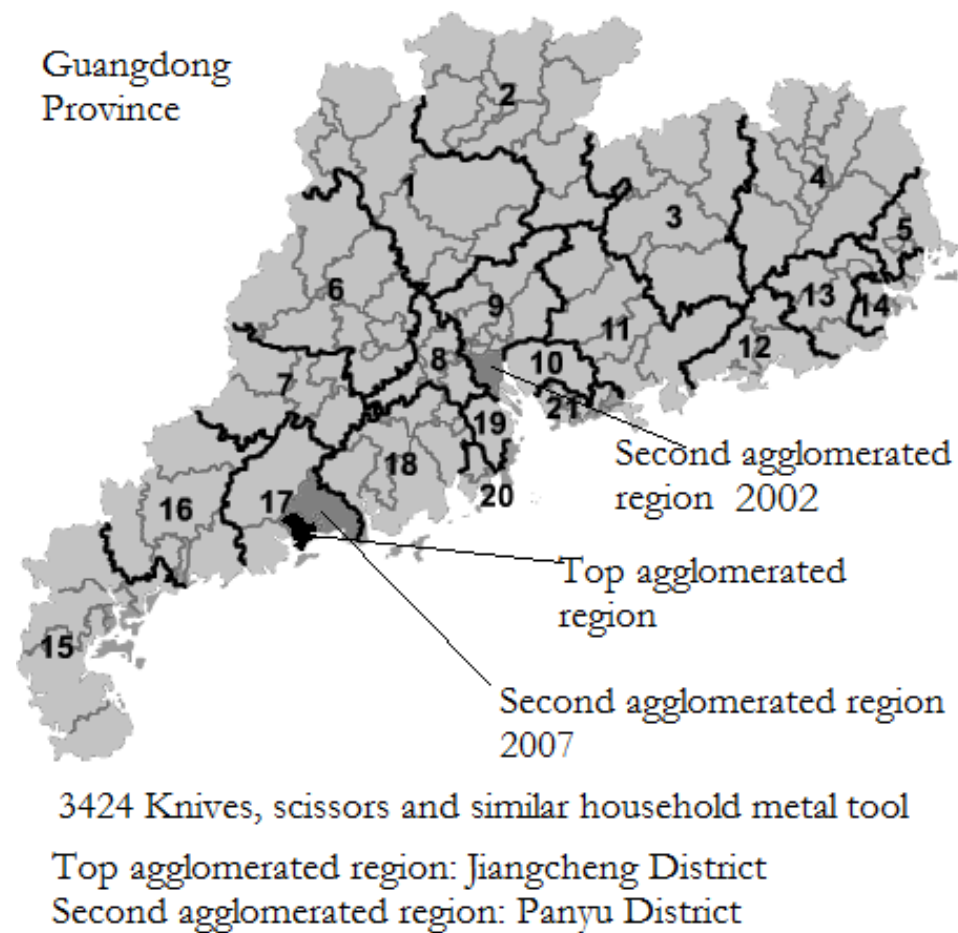 Guangdong
Province
2
1
4
3
5
6
9
13
14
11
12
8
10
7
21
19
Second agglomerated
region 2002
18
16
17
20
Top agglomerated
region
15
Second agglomerated region
2007
3424 Knives, scissors and similar household metal tool
Top agglomerated region: Jiangcheng District
Second agglomerated region: Panyu District